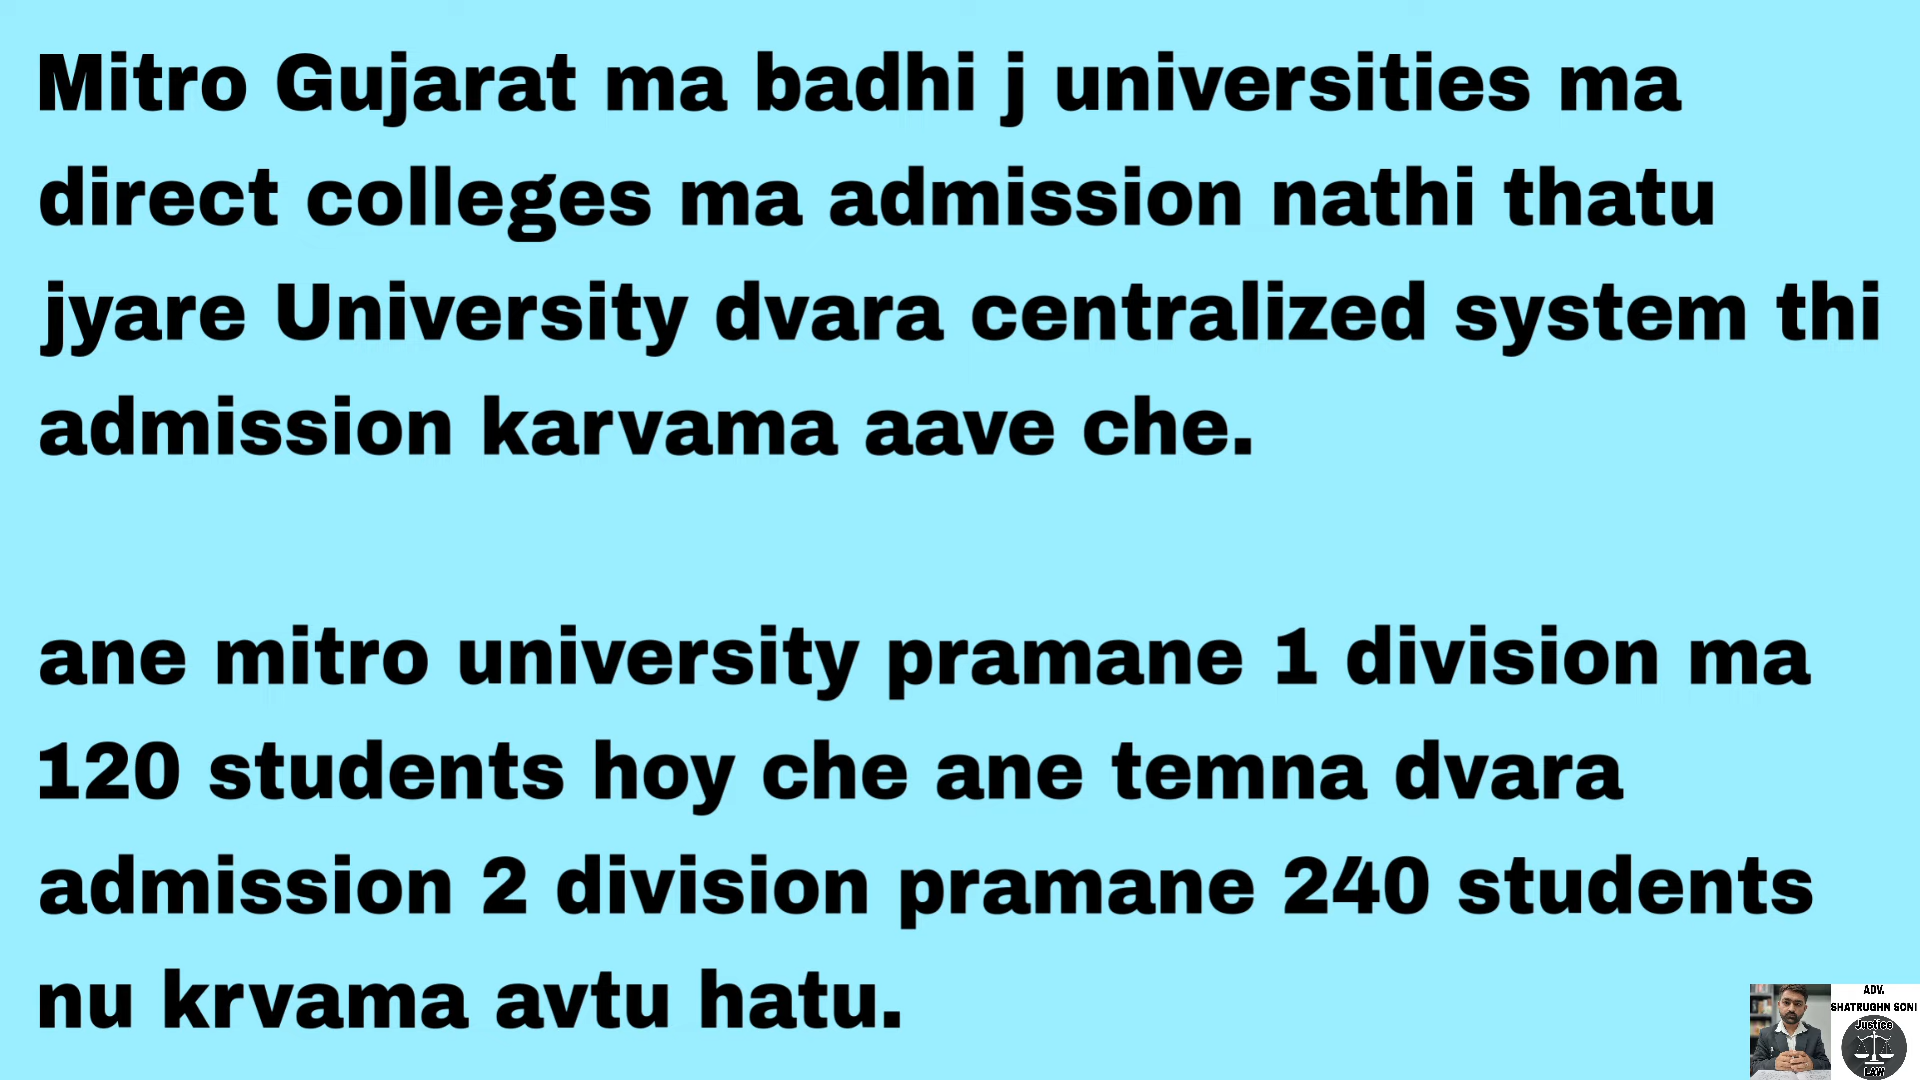 Mitro Gujarat ma badhi j universities ma
direct colleges ma admission nathi thatu
jyare University dvara centralized system thi
admission karvama aave che.
ane mitro university pramane 1 division ma
120 students hoy che ane temna dvara
admission 2 division pramane 240 students
nu krvama avtu hatu.
ADV.
SHATRUGHN SONI
Justice
LAW